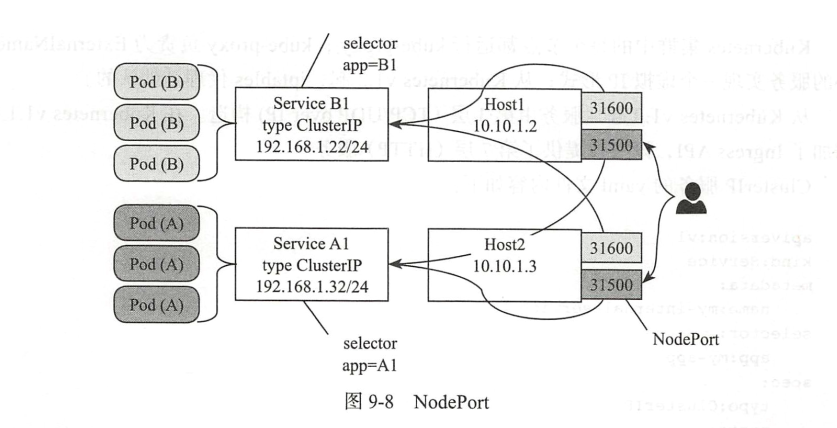 selector
app=B1
Pod (B)
Pod (B)
Pod (B)
Service B1
type ClusterIP
192.168.1.22/24
Host1
10.10.1.2
31600
31500
Pod (A)
Pod (A)
Pod (A)
Service A1
type ClusterIP
192.168.1.32/24
Host2
10.10.1.3
31600
31500
NodePort
selector
app=A1
图 9-8 NodePort